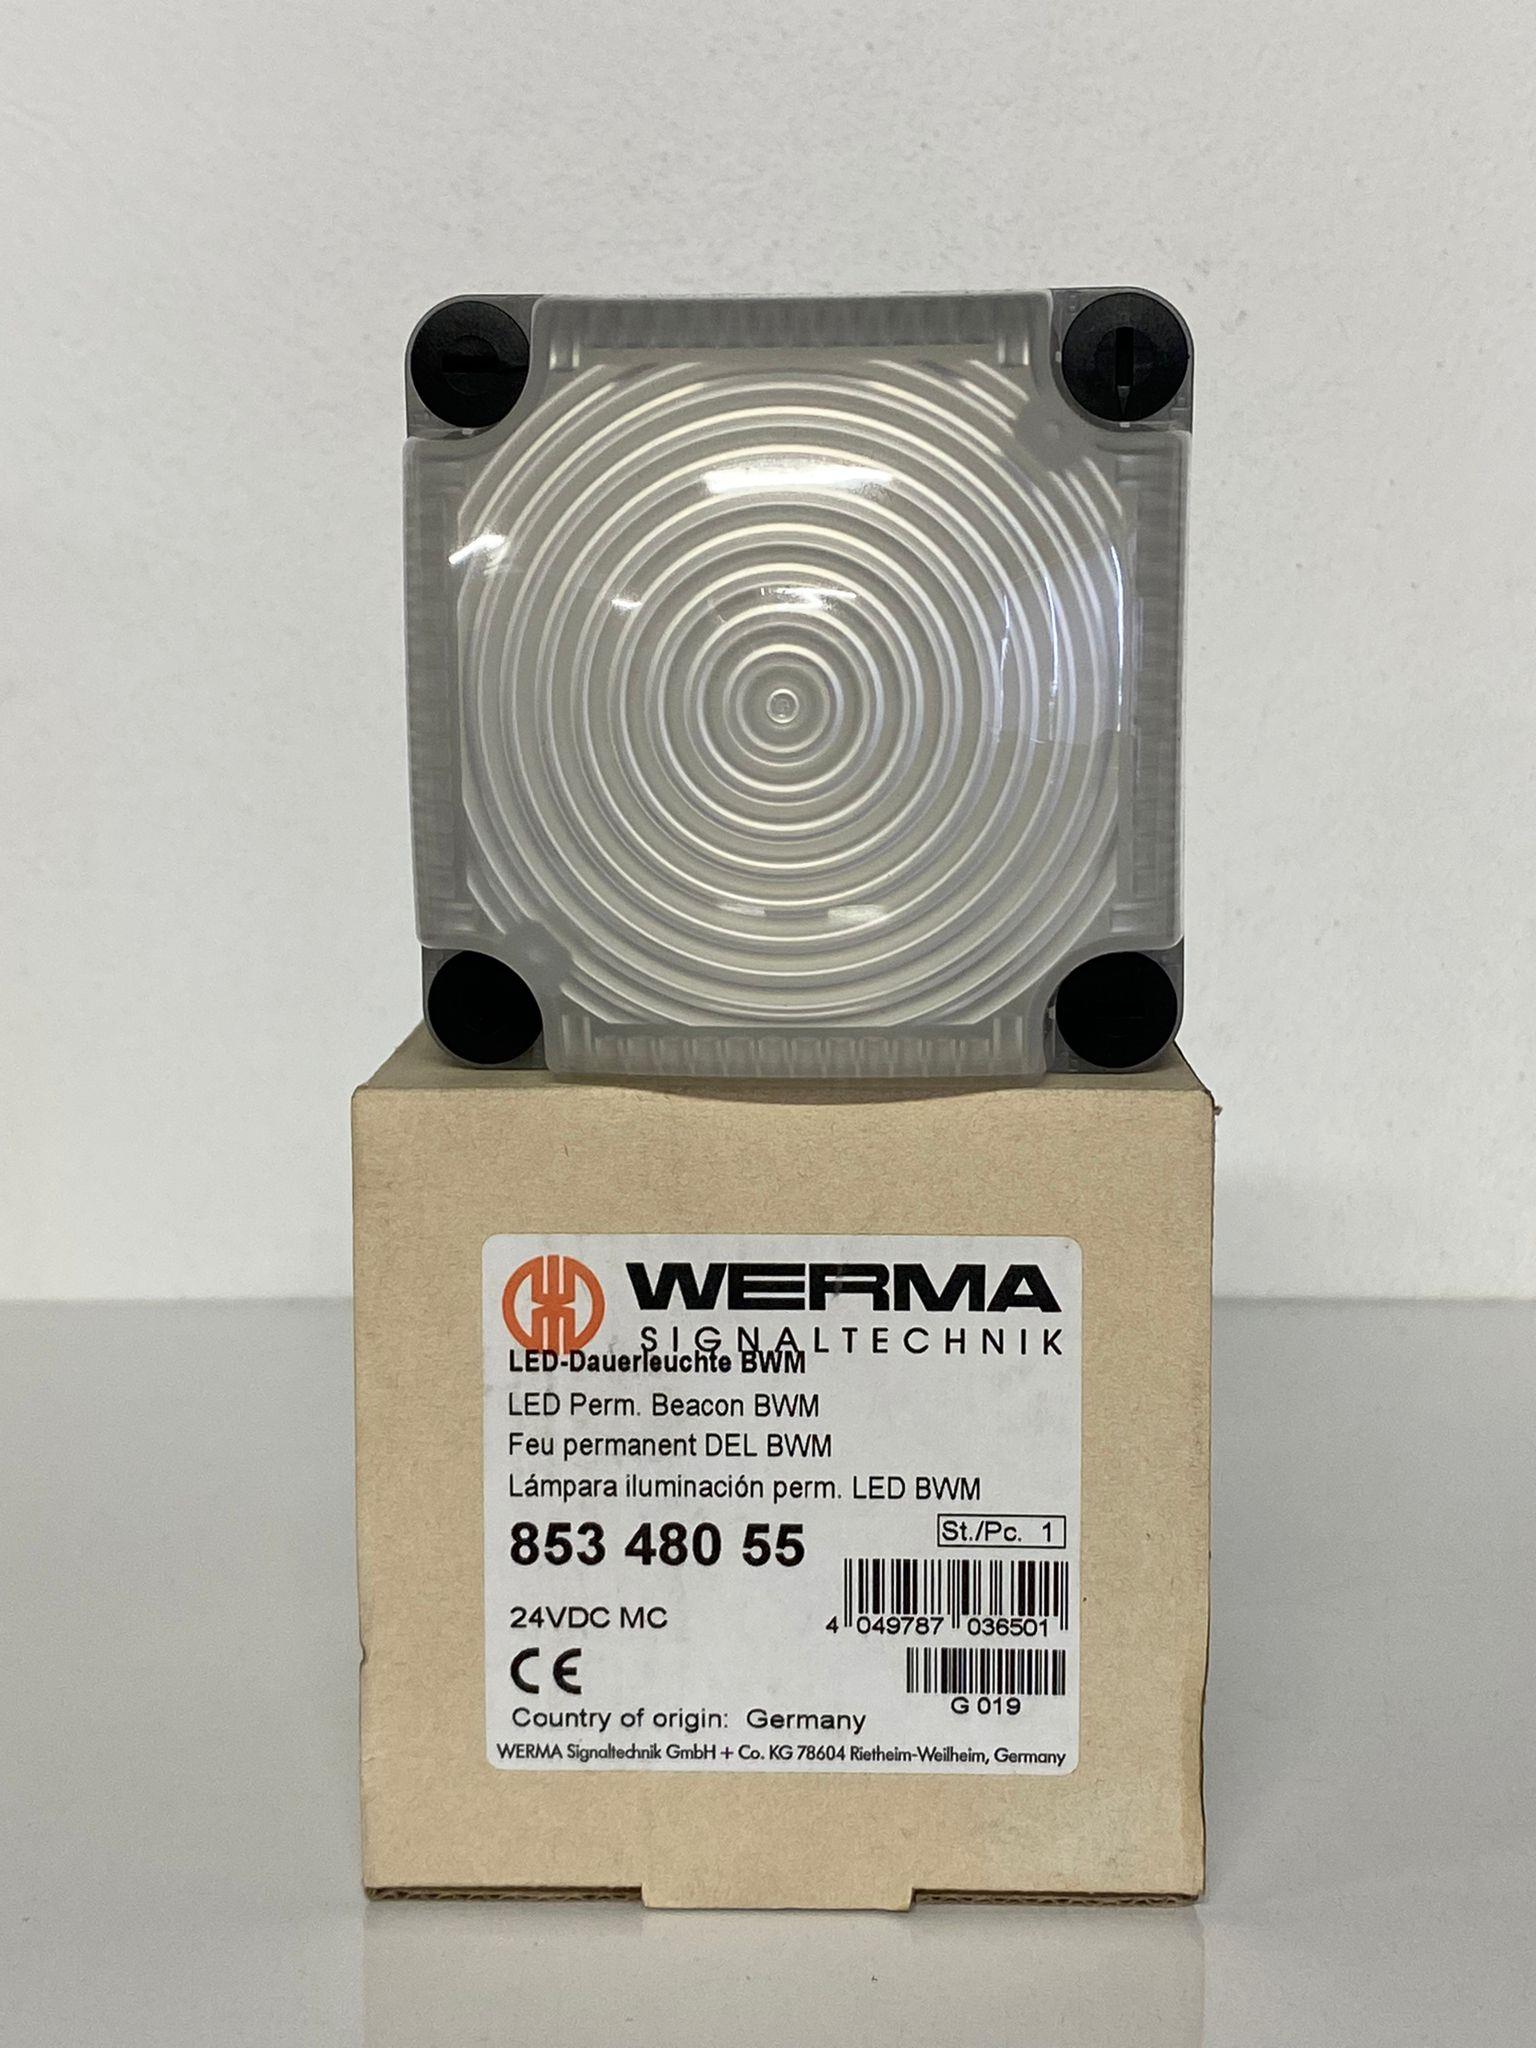 WERMA
SIGNALTECHNIK
LED-Dauerleuchte BWM
LED Perm. Beacon BWM
Feu permanent DEL BWM
Lámpara iluminación perm. LED BWM
853 480 55
St./Pc. 1
24VDC MC
4 049787 036501
CE
G 019
Country of origin: Germany
WERMA Signaltechnik GmbH + Co. KG 78604 Rietheim-Weilheim, Germany